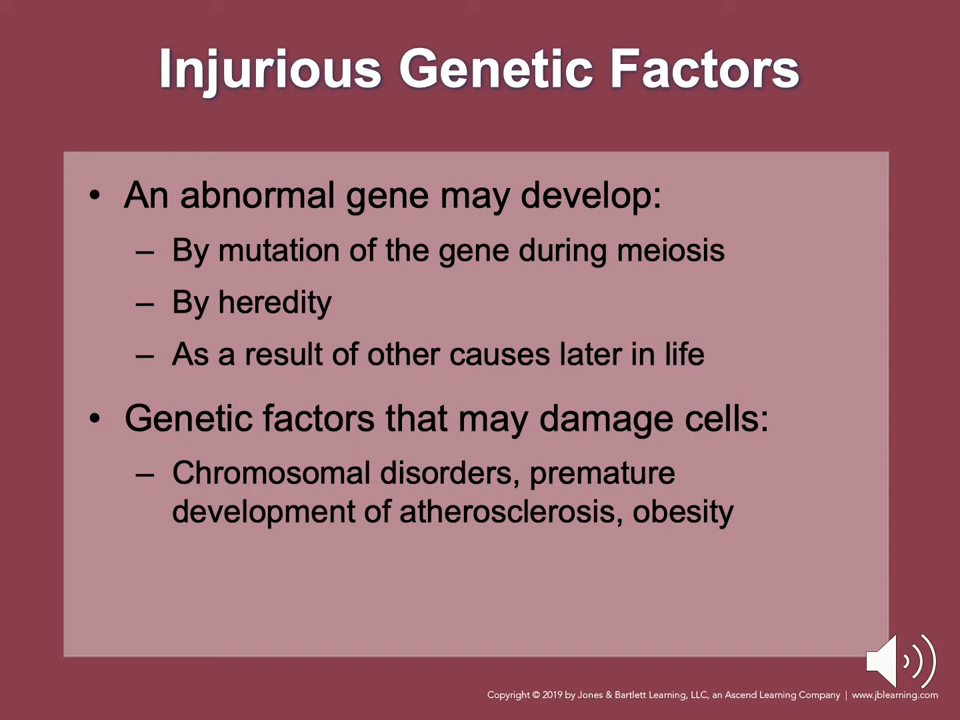 Injurious Genetic Factors
• An abnormal gene may develop:
– By mutation of the gene during meiosis
– By heredity
– As a result of other causes later in life
• Genetic factors that may damage cells:
– Chromosomal disorders, premature
development of atherosclerosis, obesity
Copyright © 2019 by Jones & Bartlett Learning, LLC, an Ascend Learning Company | www.jblearning.com